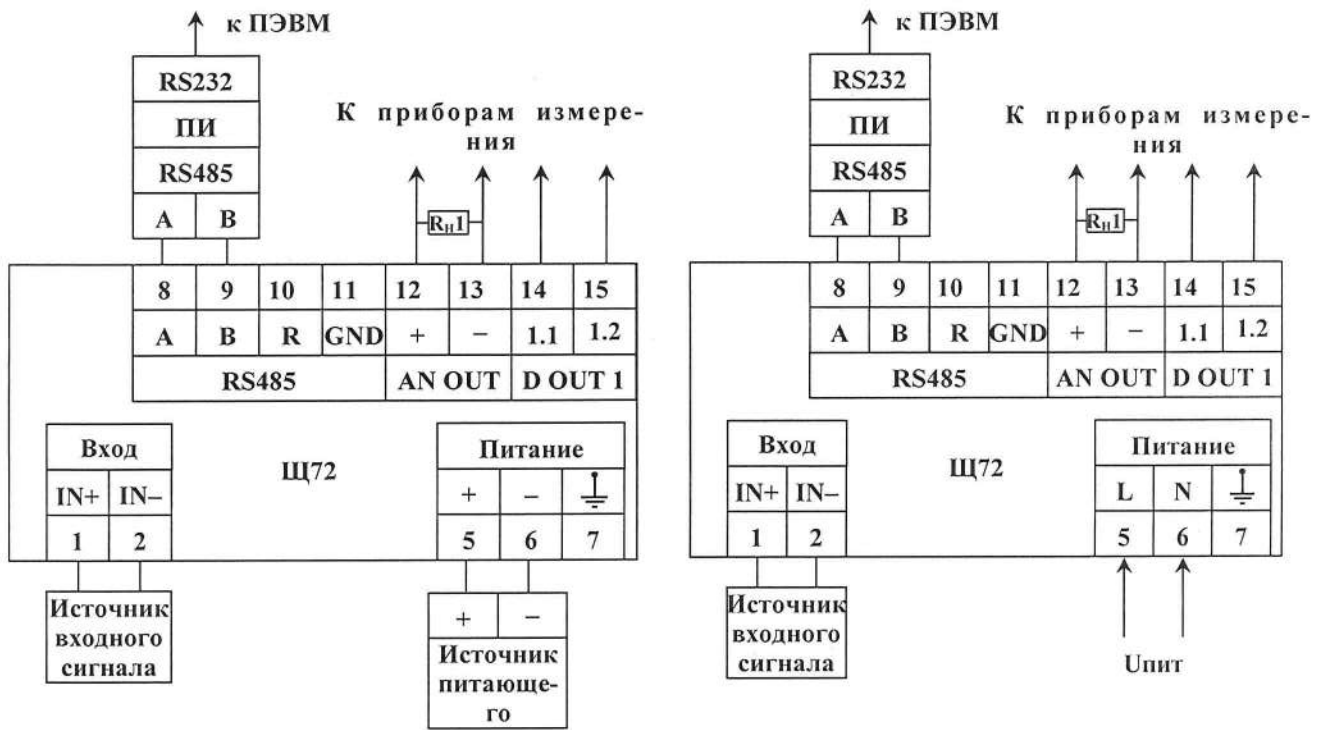 к ПЭВМ
RS232
ПИ
RS485
A B
К приборам измере-
ния
Rн1
8 9 10 11 12 13 14 15
A B R GND + − 1.1 1.2
RS485 AN OUT D OUT 1
Вход
IN+ IN−
1 2
Щ72
Питание
+ −
5 6 7
Источник
входного
сигнала
+ −
Источник
питающе-
го
к ПЭВМ
RS232
ПИ
RS485
A B
К приборам измере-
ния
Rн1
8 9 10 11 12 13 14 15
A B R GND + − 1.1 1.2
RS485 AN OUT D OUT 1
Вход
IN+ IN−
1 2
Щ72
Питание
L N
5 6 7
Источник
входного
сигнала
Uпит